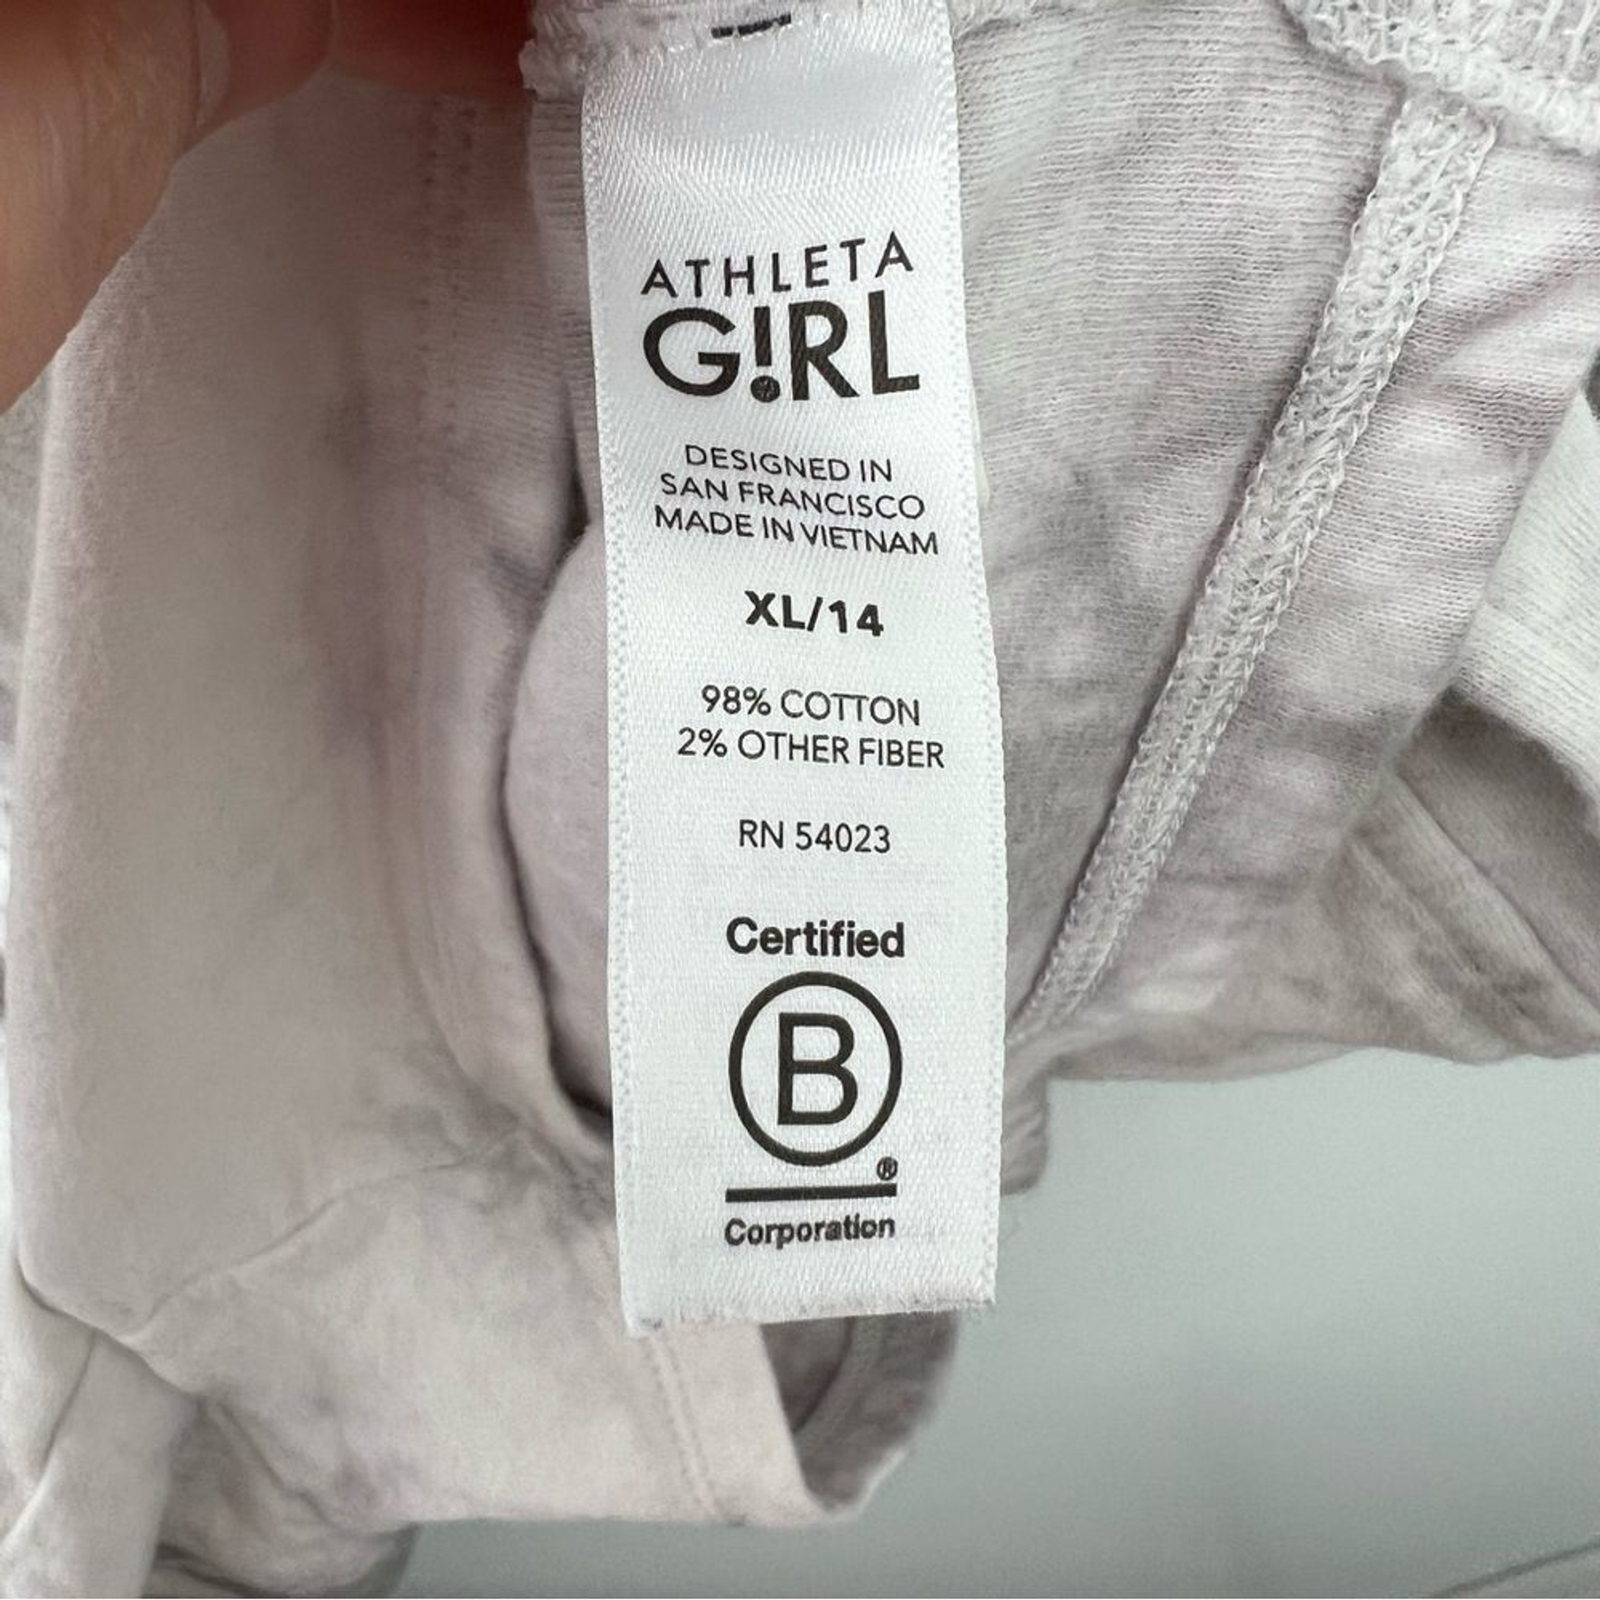 ATHLETA
G!RL
DESIGNED IN
SAN FRANCISCO
MADE IN VIETNAM
XL/14
98% COTTON
2% OTHER FIBER
RN 54023
Certified
B
®
Corporation